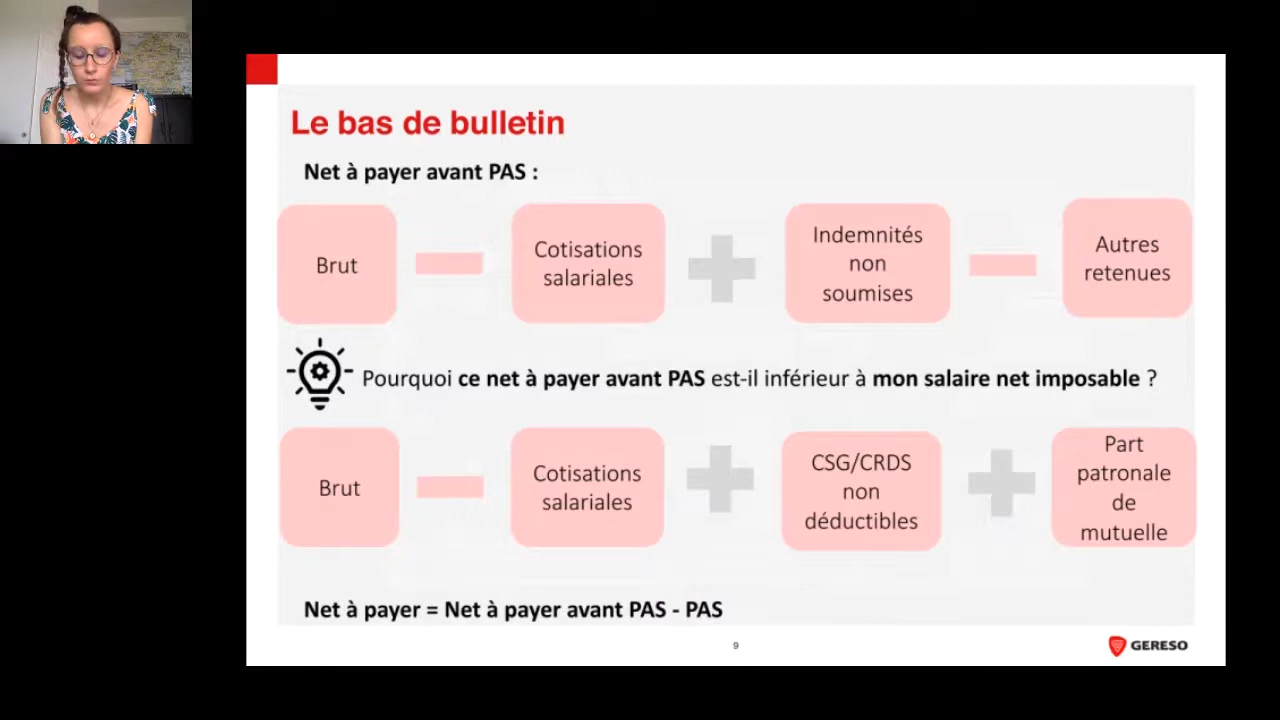 Le bas de bulletin
Net à payer avant PAS :
Brut
Cotisations
salariales
Indemnités
non
soumises
Autres
retenues
Pourquoi ce net à payer avant PAS est-il inférieur à mon salaire net imposable ?
Brut
Cotisations
salariales
CSG/CRDS
non
déductibles
Part
patronale
de
mutuelle
Net à payer = Net à payer avant PAS - PAS
9
GERESO